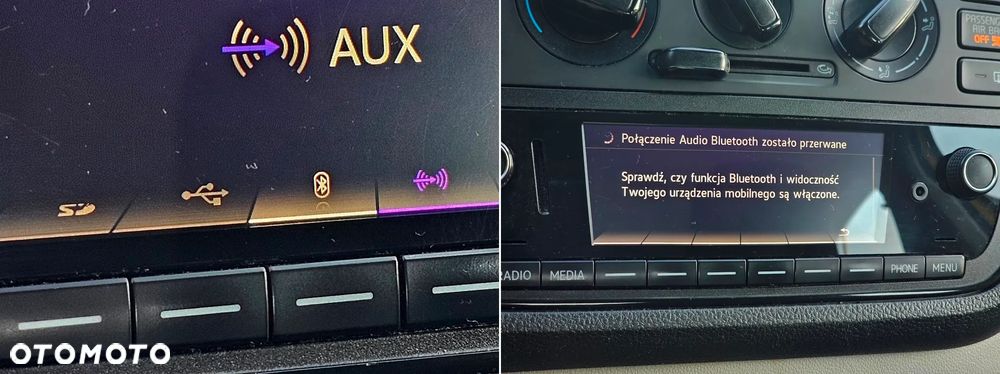 AUX
SD
OTOMOTO
PASSENGER
AIR BAG
OFF
Połączenie Audio Bluetooth zostało przerwane
Sprawdź, czy funkcja Bluetooth i widoczność
Twojego urządzenia mobilnego są włączone.
RADIO
MEDIA
PHONE
MENU